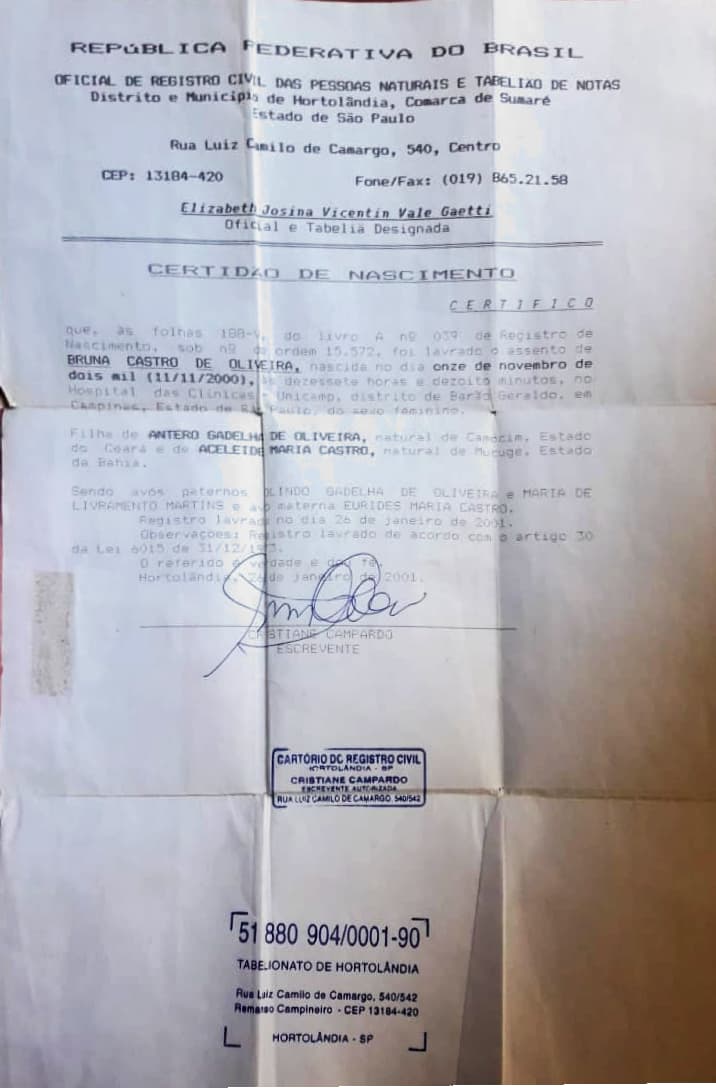 REPÚBLICA FEDERATIVA DO BRASIL
OFICIAL DE REGISTRO CIVIL DAS PESSOAS NATURAIS E TABELIÃO DE NOTAS
Distrito e Município de Hortolândia, Comarca de Sumaré
Estado de São Paulo
Rua Luiz Camilo de Camargo, 540, Centro
CEP: 13184-420 Fone/Fax: (019) 865.21.58
Elizabeth Josina Vicentin Vale Gaetti
Oficial e Tabeliã Designada
CERTIDÃO DE NASCIMENTO
CERTIFICO
que, às folhas 188-V, do livro A nº 039 de Registro de
Nascimento, sob nº de ordem 15.572, foi lavrado o assento de
BRUNA CASTRO DE OLIVEIRA, nascida no dia onze de novembro de
dois mil (11/11/2000), às dezessete horas e dezoito minutos, no
Hospital das Clínicas Unicamp, distrito de Barão Geraldo, em
Campinas, Estado de São Paulo, do sexo feminino.
Filha de ANTERO GADELHA DE OLIVEIRA, natural de Camocim, Estado
do Ceará e de ACELEIDE MARIA CASTRO, natural de Mucugê, Estado
da Bahia.
Sendo avós paternos OLINDO GADELHA DE OLIVEIRA e MARIA DE
LIVRAMENTO MARTINS e avó materna EURIDES MARIA CASTRO.
Registro lavrado no dia 26 de janeiro de 2001.
Observações: Registro lavrado de acordo com o artigo 30
da Lei 6015 de 31/12/1973.
O referido é verdade e dou fé.
Hortolândia, 26 de janeiro de 2001.
CRISTIANE CAMPARDO
ESCREVENTE
CARTÓRIO DO REGISTRO CIVIL
HORTOLÂNDIA - SP
CRISTIANE CAMPARDO
ESCREVENTE AUTORIZADA
RUA LUIZ CAMILO DE CAMARGO, 540/542
51 880 904/0001-90
TABELIONATO DE HORTOLÂNDIA
Rua Luiz Camilo de Camargo, 540/542
Remanso Campineiro - CEP 13184-420
HORTOLÂNDIA - SP